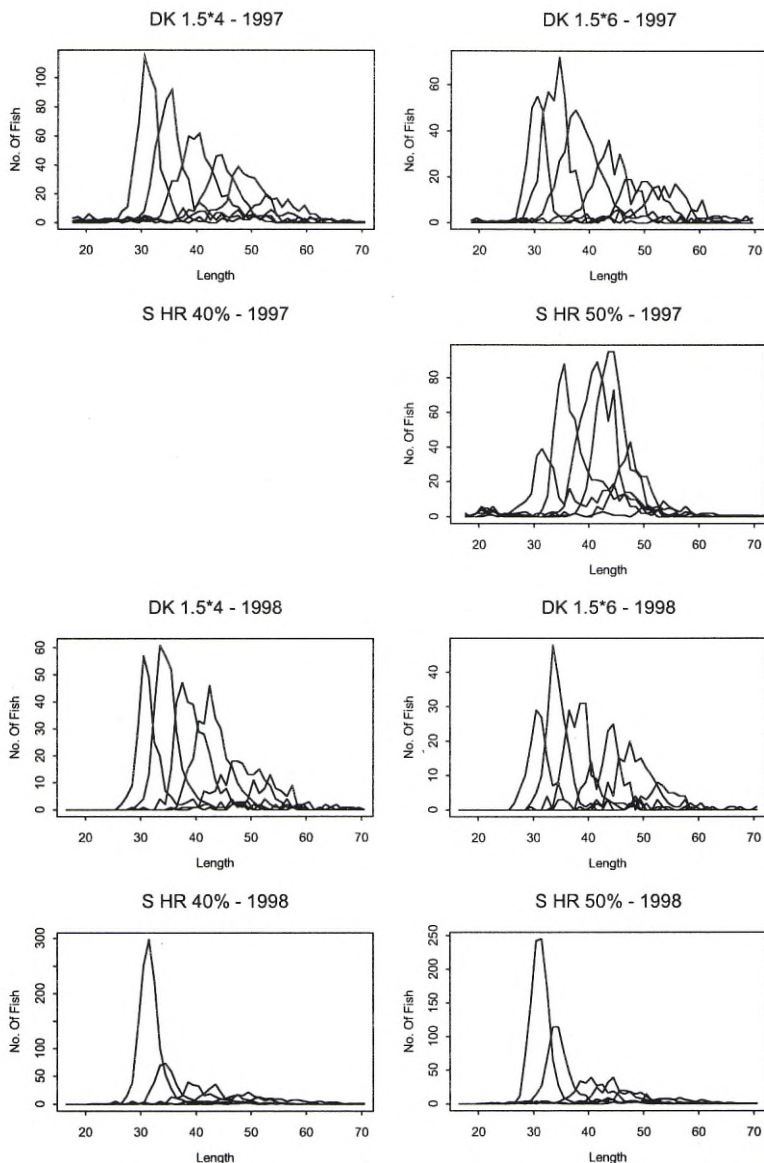 DK 1.5*4 - 1997
No. Of Fish
0 20 40 60 80 100
20 30 40 50 60 70
Length
DK 1.5*6 - 1997
No. Of Fish
0 20 40 60
20 30 40 50 60 70
Length
S HR 40% - 1997
S HR 50% - 1997
No. Of Fish
0 20 40 60 80
20 30 40 50 60 70
Length
DK 1.5*4 - 1998
No. Of Fish
0 10 20 30 40 50 60
20 30 40 50 60 70
Length
DK 1.5*6 - 1998
No. Of Fish
0 10 20 30 40
20 30 40 50 60 70
Length
S HR 40% - 1998
No. Of Fish
0 50 100 200 300
20 30 40 50 60 70
Length
S HR 50% - 1998
No. Of Fish
0 50 100 150 200 250
20 30 40 50 60 70
Length